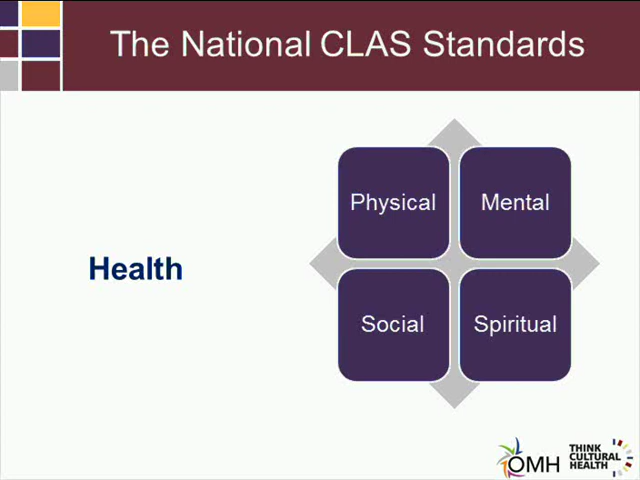 The National CLAS Standards
Physical
Mental
Health
Social
Spiritual
OMH
THINK
CULTURAL
HEALTH